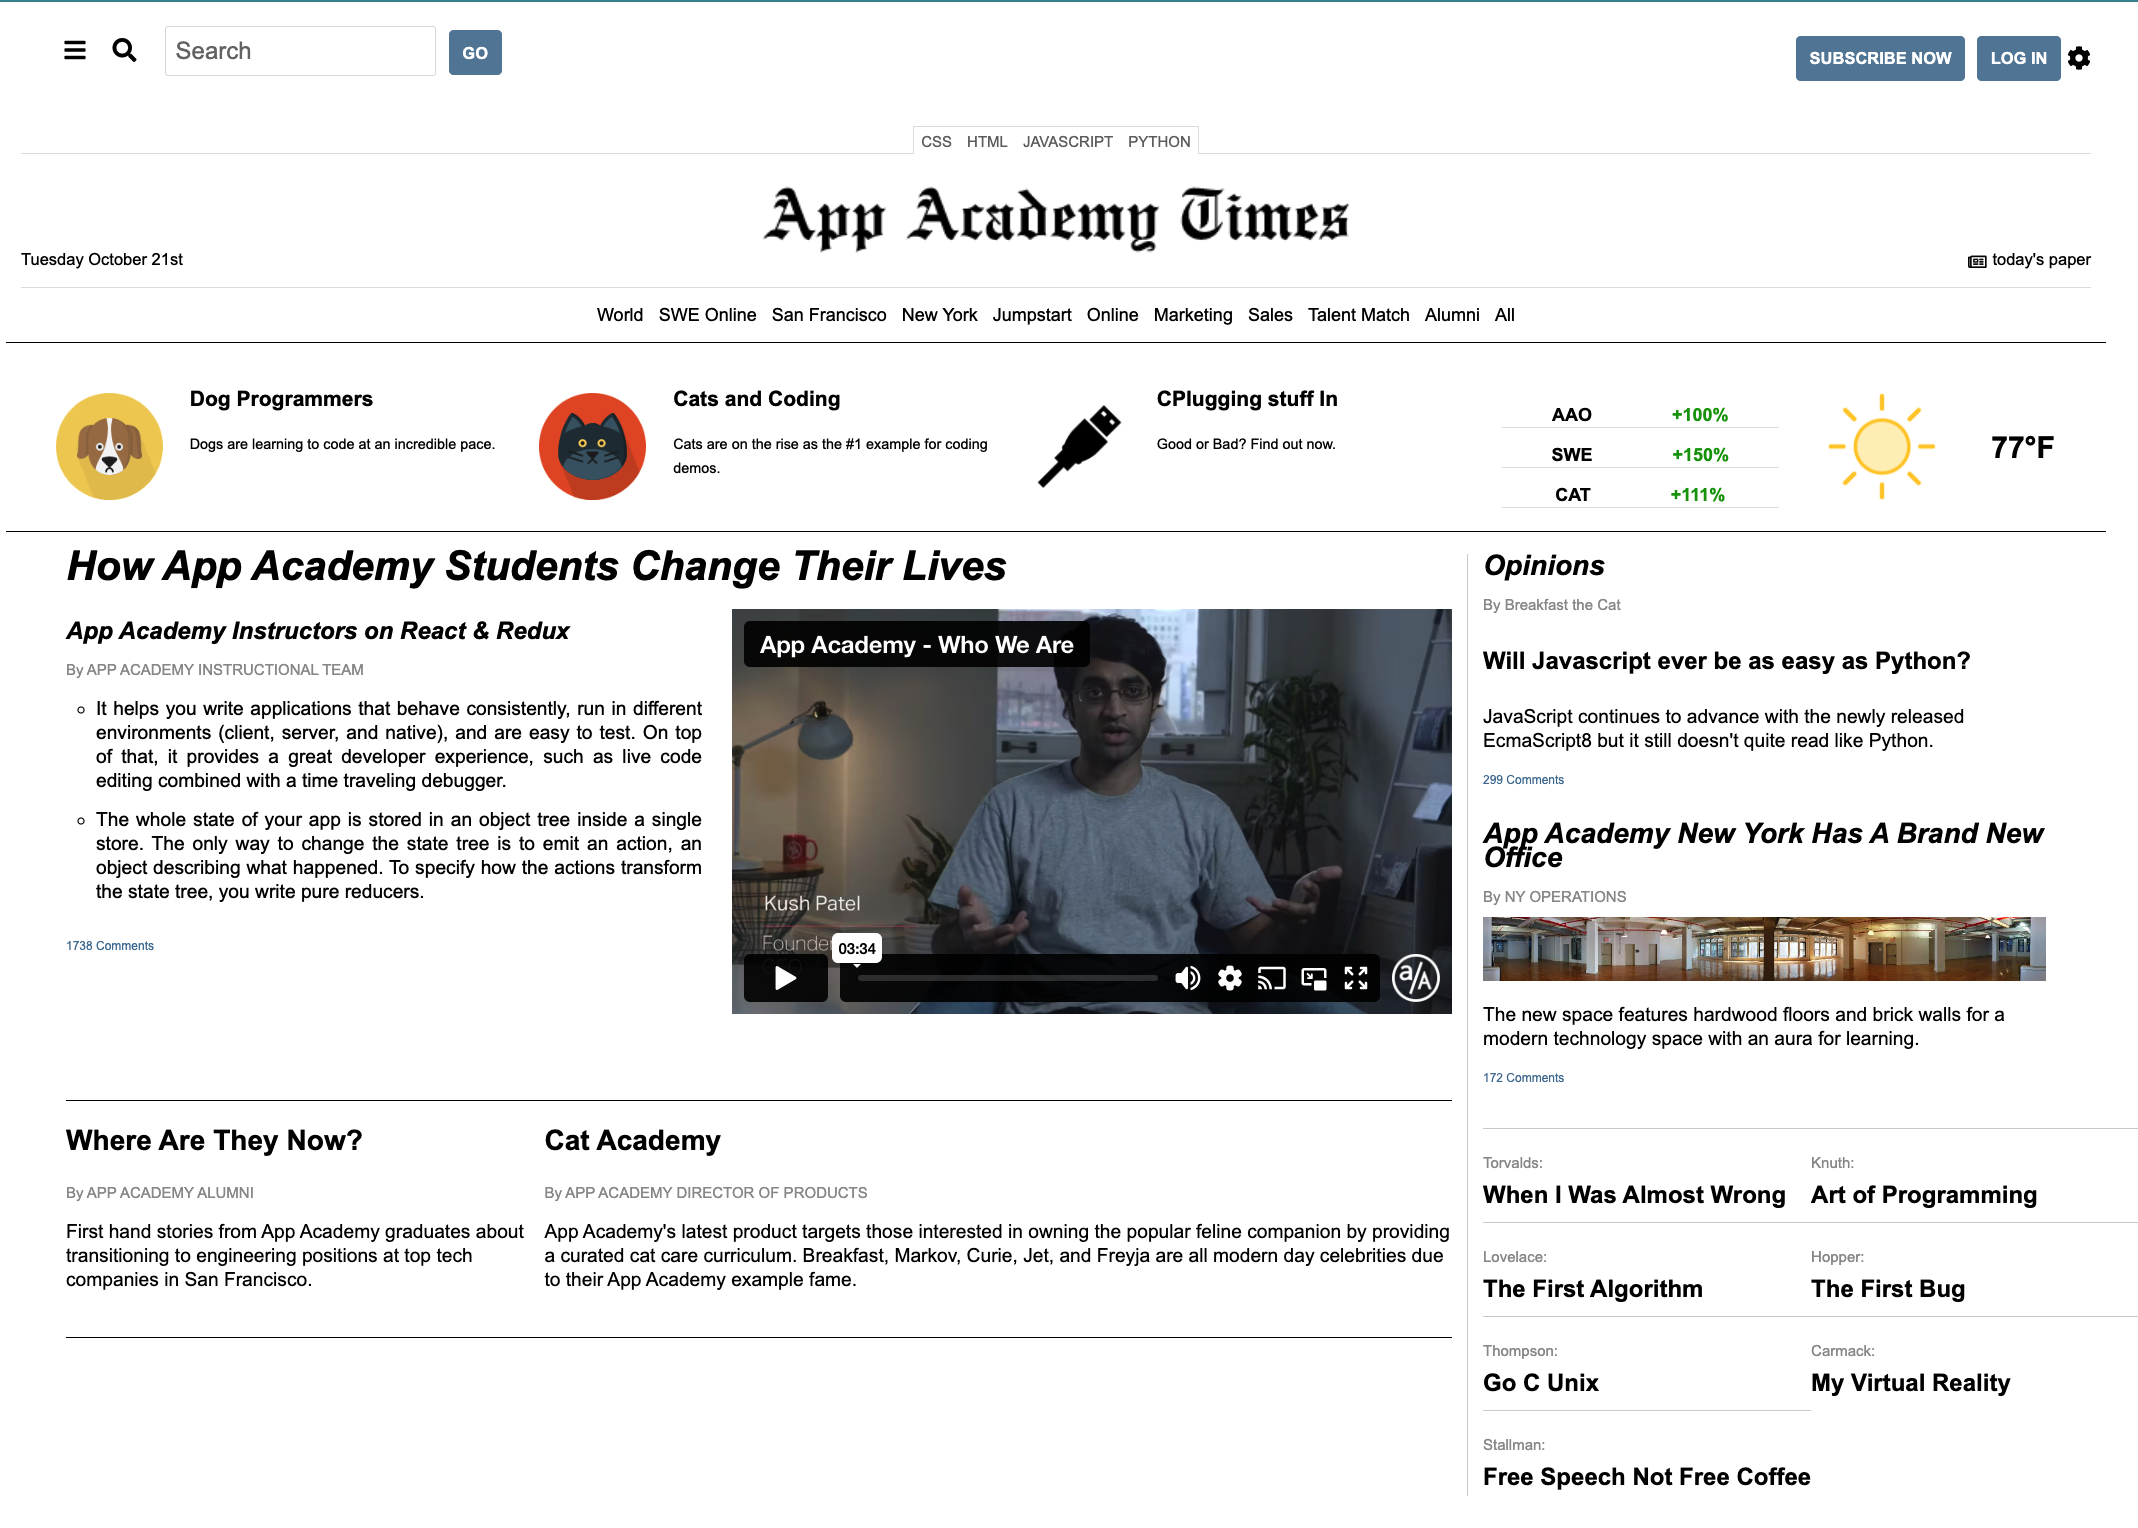 Search
GO
SUBSCRIBE NOW
LOG IN
CSS HTML JAVASCRIPT PYTHON
App Academy Times
Tuesday October 21st
today's paper
World SWE Online San Francisco New York Jumpstart Online Marketing Sales Talent Match Alumni All
Dog Programmers
Dogs are learning to code at an incredible pace.
Cats and Coding
Cats are on the rise as the #1 example for coding
demos.
CPlugging stuff In
Good or Bad? Find out now.
AAO +100%
SWE +150%
CAT +111%
77°F
How App Academy Students Change Their Lives
App Academy Instructors on React & Redux
By APP ACADEMY INSTRUCTIONAL TEAM
It helps you write applications that behave consistently, run in different
environments (client, server, and native), and are easy to test. On top
of that, it provides a great developer experience, such as live code
editing combined with a time traveling debugger.
The whole state of your app is stored in an object tree inside a single
store. The only way to change the state tree is to emit an action, an
object describing what happened. To specify how the actions transform
the state tree, you write pure reducers.
1738 Comments
App Academy - Who We Are
Kush Patel
Founder
03:34
a/A
Where Are They Now?
By APP ACADEMY ALUMNI
First hand stories from App Academy graduates about
transitioning to engineering positions at top tech
companies in San Francisco.
Cat Academy
By APP ACADEMY DIRECTOR OF PRODUCTS
App Academy's latest product targets those interested in owning the popular feline companion by providing
a curated cat care curriculum. Breakfast, Markov, Curie, Jet, and Freyja are all modern day celebrities due
to their App Academy example fame.
Opinions
By Breakfast the Cat
Will Javascript ever be as easy as Python?
JavaScript continues to advance with the newly released
EcmaScript8 but it still doesn't quite read like Python.
299 Comments
App Academy New York Has A Brand New
Office
By NY OPERATIONS
The new space features hardwood floors and brick walls for a
modern technology space with an aura for learning.
172 Comments
Torvalds:
When I Was Almost Wrong
Knuth:
Art of Programming
Lovelace:
The First Algorithm
Hopper:
The First Bug
Thompson:
Go C Unix
Carmack:
My Virtual Reality
Stallman:
Free Speech Not Free Coffee